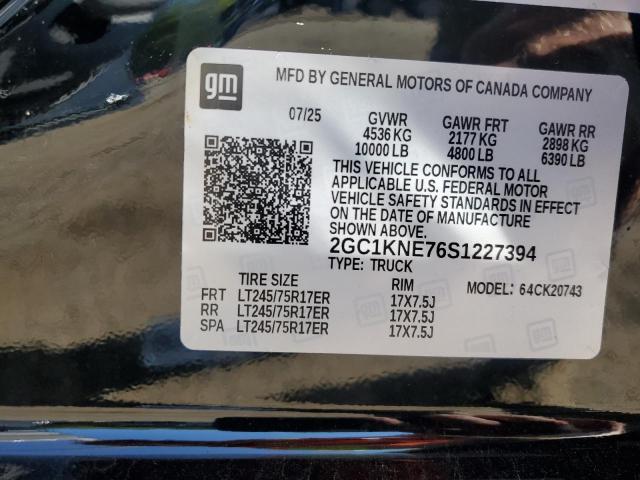 gm
MFD BY GENERAL MOTORS OF CANADA COMPANY
07/25 GVWR GAWR FRT GAWR RR
4536 KG 2177 KG 2898 KG
10000 LB 4800 LB 6390 LB
THIS VEHICLE CONFORMS TO ALL
APPLICABLE U.S. FEDERAL MOTOR
VEHICLE SAFETY STANDARDS IN EFFECT
ON THE DATE OF MANUFACTURE
SHOWN ABOVE.
2GC1KNE76S1227394
TYPE: TRUCK
TIRE SIZE RIM MODEL: 64CK20743
FRT LT245/75R17ER 17X7.5J
RR LT245/75R17ER 17X7.5J
SPA LT245/75R17ER 17X7.5J